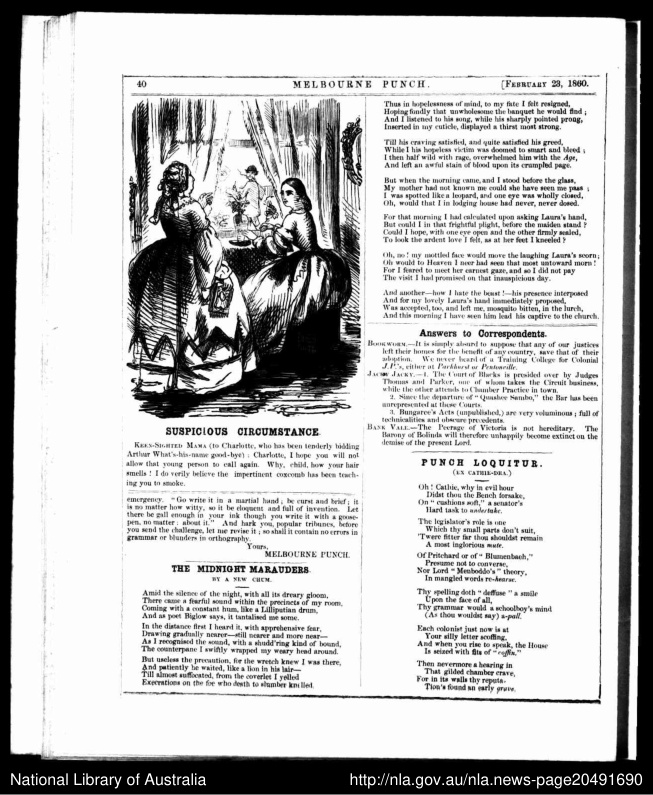 40
MELBOURNE PUNCH.
[FEBRUARY 23, 1860.
SUSPICIOUS CIRCUMSTANCE.
KEEN-SIGHTED MAMA (to Charlotte, who has been tenderly bidding
Arthur What's-his-name good-bye) : Charlotte, I hope you will not
allow that young person to call again. Why, child, how your hair
smells ! I do verily believe the impertinent coxcomb has been teach-
ing you to smoke.
emergency. "Go write it in a martial hand ; be curst and brief ; it
is no matter how witty, so it be eloquent and full of invention. Let
there be gall enough in your ink though you write it with a goose-
pen, no matter : about it." And hark you, popular tribunes, before
you send the challenge, let me revise it ; so shall it contain no errors in
grammar or blunders in orthography.
Yours,
MELBOURNE PUNCH.
THE MIDNIGHT MARAUDERS.
BY A NEW CHUM.
Amid the silence of the night, with all its dreary gloom,
There came a fearful sound within the precincts of my room,
Coming with a constant hum, like a Lilliputian drum,
And as poet Biglow says, it tantalised me some.
In the distance first I heard it, with apprehensive fear,
Drawing gradually nearer—still nearer and more near—
As I recognised the sound, with a shudd'ring kind of bound,
The counterpane I swiftly wrapped my weary head around.
But useless the precaution, for the wretch knew I was there,
And patiently he waited, like a lion in his lair—
Till almost suffocated, from the coverlet I yelled
Execrations on the foe who death to slumber knelled.
Thus in hopelessness of mind, to my fate I felt resigned,
Hoping fondly that unwholesome the banquet he would find ;
And I listened to his song, while his sharply pointed prong,
Inserted in my cuticle, displayed a thirst most strong.
Till his craving satisfied, and quite satisfied his greed,
While I his hopeless victim was doomed to smart and bleed ;
I then half wild with rage, overwhelmed him with the Age,
And left an awful stain of blood upon its crumpled page.
But when the morning came, and I stood before the glass,
My mother had not known me could she have seen me pass ;
I was spotted like a leopard, and one eye was wholly closed,
Oh, would that I in lodging house had never, never dosed.
For that morning I had calculated upon asking Laura's hand,
But could I in that frightful plight, before the maiden stand ?
Could I hope, with one eye open and the other firmly sealed,
To look the ardent love I felt, as at her feet I kneeled ?
Oh, no ! my mottled face would move the laughing Laura's scorn;
Oh would to Heaven I neer had seen that most untoward morn !
For I feared to meet her earnest gaze, and so I did not pay
The visit I had promised on that inauspicious day.
And another—how I hate the beast !—his presence interposed
And for my lovely Laura's hand immediately proposed,
Was accepted, too, and left me, mosquito bitten, in the lurch,
And this morning I have seen him lead his captive to the church.
Answers to Correspondents.
BOOKWORM.—It is simply absurd to suppose that any of our justices
left their homes for the benefit of any country, save that of their
adoption. We never heard of a Training College for Colonial
J.P.'s, either at Parkhurst or Pentonville.
JACKY JACKY.—1. The Court of Blacks is presided over by Judges
Thomas and Parker, one of whom takes the Circuit business,
while the other attends to Chamber Practice in town.
2. Since the departure of "Quashee Sambo," the Bar has been
unrepresented at these Courts.
3. Bungaree's Acts (unpublished,) are very voluminous ; full of
technicalities and obscure precedents.
BANK VALE.—The Peerage of Victoria is not hereditary. The
Barony of Bolinda will therefore unhappily become extinct on the
demise of the present Lord.
PUNCH LOQUITUR.
(EX CATHIE-DRA.)
Oh ! Cathie, why in evil hour
Didst thou the Bench forsake,
On "cushions soft," a senator's
Hard task to undertake.
The legislator's role is one
Which thy small parts don't suit,
'Twere fitter far thou shouldst remain
A most inglorious mute.
Of Pritchard or of "Blumenbach,"
Presume not to converse,
Nor Lord "Menboddo's" theory,
In mangled words re-hearse.
Thy spelling doth "deffuse" a smile
Upon the face of all,
Thy grammar would a schoolboy's mind
(As thou wouldst say) a-pall.
Each colonist just now is at
Your silly letter scoffing,
And when you rise to speak, the House
Is seized with fits of "coffin."
Then nevermore a hearing in
That gilded chamber crave,
For in its walls thy reputa-
Tion's found an early grave.
National Library of Australia
http://nla.gov.au/nla.news-page20491690